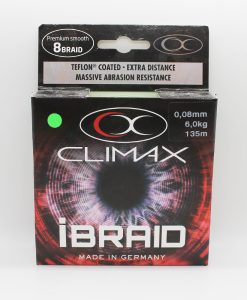 Premium smooth
8BRAID
TEFLON® COATED • EXTRA DISTANCE
MASSIVE ABRASION RESISTANCE
CLIMAX
0,08mm
6,0kg
135m
iBRAID
MADE IN GERMANY